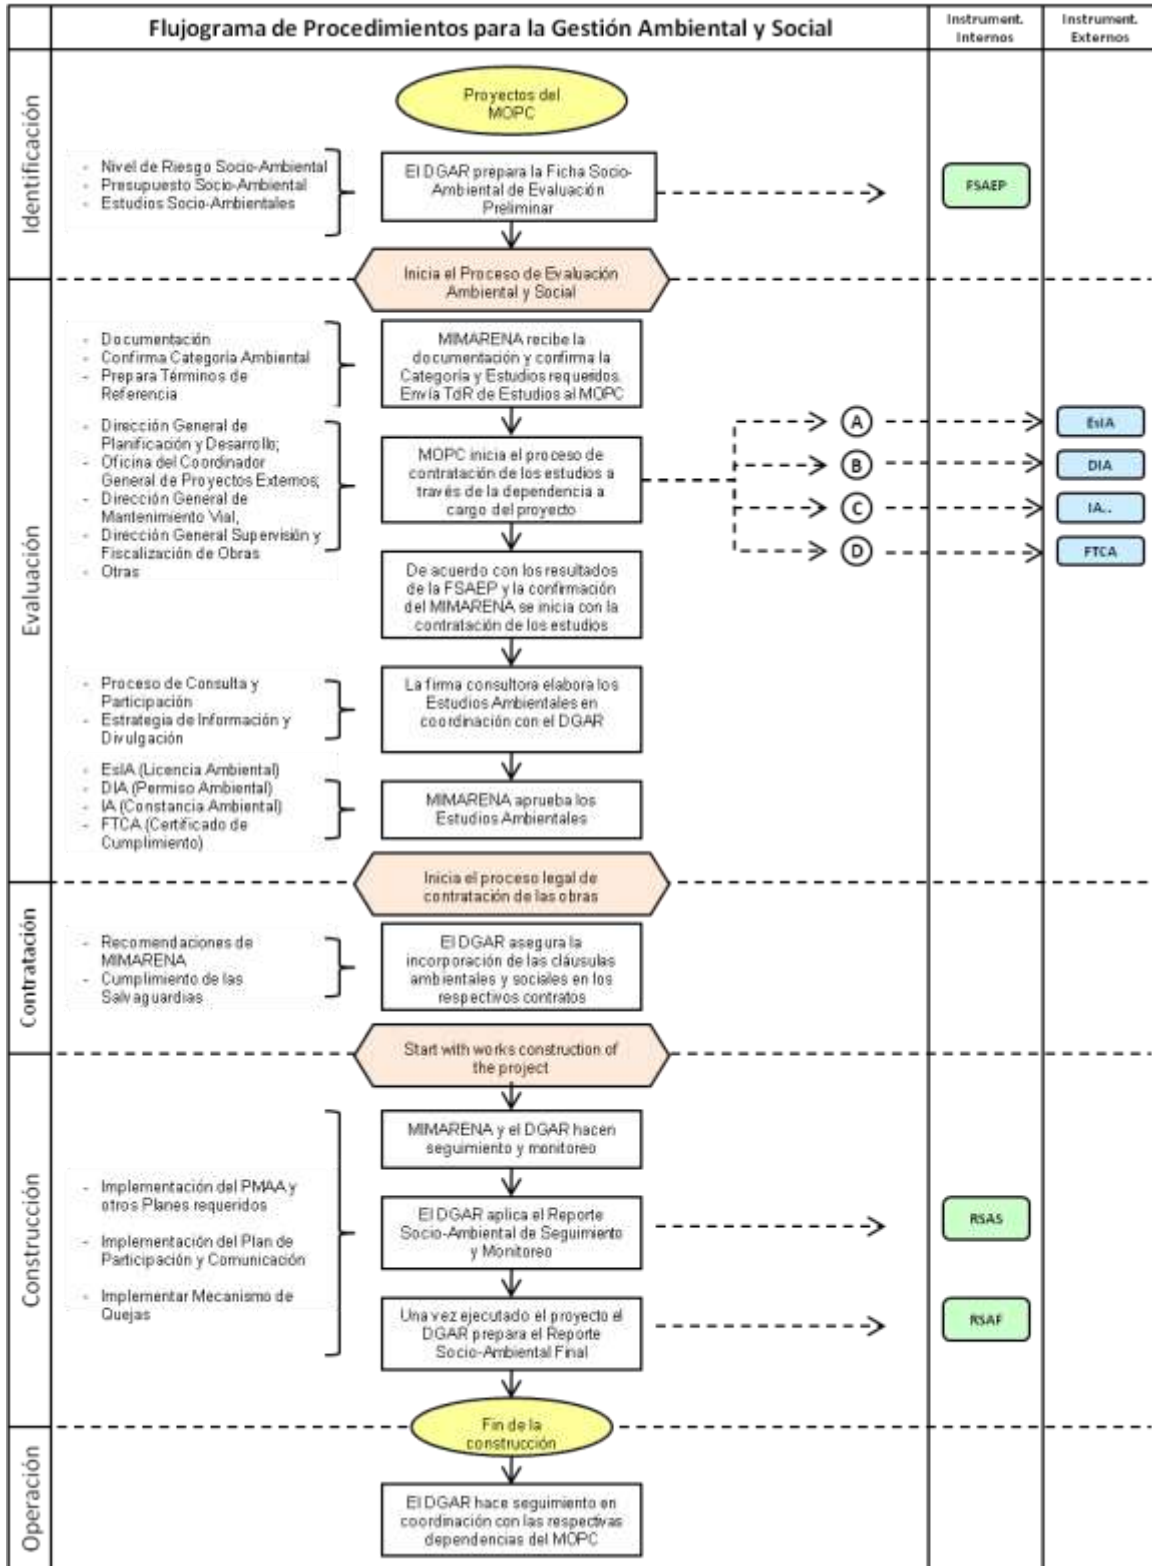 Flujograma de Procedimientos para la Gestión Ambiental y Social
Instrument.
Internos
Instrument.
Externos
Identificación
Proyectos del
MOPC
- Nivel de Riesgo Socio-Ambiental
- Presupuesto Socio-Ambiental
- Estudios Socio-Ambientales
El DGAR prepara la Ficha Socio-
Ambiental de Evaluación
Preliminar
FSAEP
Inicia el Proceso de Evaluación
Ambiental y Social
Evaluación
- Documentación
- Confirma Categoría Ambiental
- Prepara Términos de
Referencia
MIMARENA recibe la
documentación y confirma la
Categoría y Estudios requeridos.
Envía TdR de Estudios al MOPC
- Dirección General de
Planificación y Desarrollo;
- Oficina del Coordinador
General de Proyectos Externos;
- Dirección General de
Mantenimiento Vial,
- Dirección General Supervisión y
Fiscalización de Obras
- Otras
MOPC inicia el proceso de
contratación de los estudios a
través de la dependencia a
cargo del proyecto
A
EsIA
B
DIA
C
IA..
D
FTCA
De acuerdo con los resultados
de la FSAEP y la confirmación
del MIMARENA se inicia con la
contratación de los estudios
- Proceso de Consulta y
Participación
- Estrategia de Información y
Divulgación
La firma consultora elabora los
Estudios Ambientales en
coordinación con el DGAR
- EsIA (Licencia Ambiental)
- DIA (Permiso Ambiental)
- IA (Constancia Ambiental)
- FTCA (Certificado de
Cumplimiento)
MIMARENA aprueba los
Estudios Ambientales
Inicia el proceso legal de
contratación de las obras
Contratación
- Recomendaciones de
MIMARENA
- Cumplimiento de las
Salvaguardias
El DGAR asegura la
incorporación de las cláusulas
ambientales y sociales en los
respectivos contratos
Start with works construction of
the project
Construcción
MIMARENA y el DGAR hacen
seguimiento y monitoreo
- Implementación del PMAA y
otros Planes requeridos
- Implementación del Plan de
Participación y Comunicación
- Implementar Mecanismo de
Quejas
El DGAR aplica el Reporte
Socio-Ambiental de Seguimiento
y Monitoreo
RSAS
Una vez ejecutado el proyecto el
DGAR prepara el Reporte
Socio-Ambiental Final
RSAF
Fin de la
construcción
Operación
El DGAR hace seguimiento en
coordinación con las respectivas
dependencias del MOPC